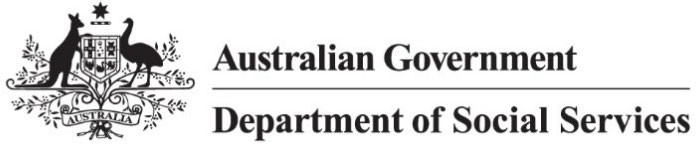 Australian Government
Department of Social Services
AUSTRALIA